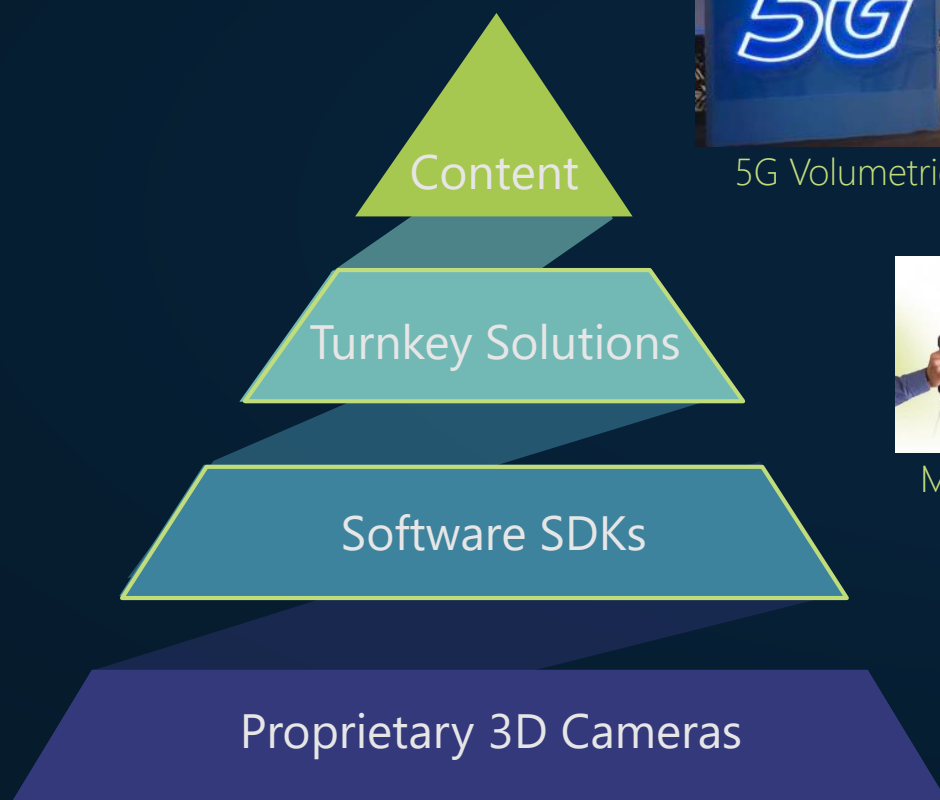 5G
Content
5G Volumetri
Turnkey Solutions
M
Software SDKs
Proprietary 3D Cameras